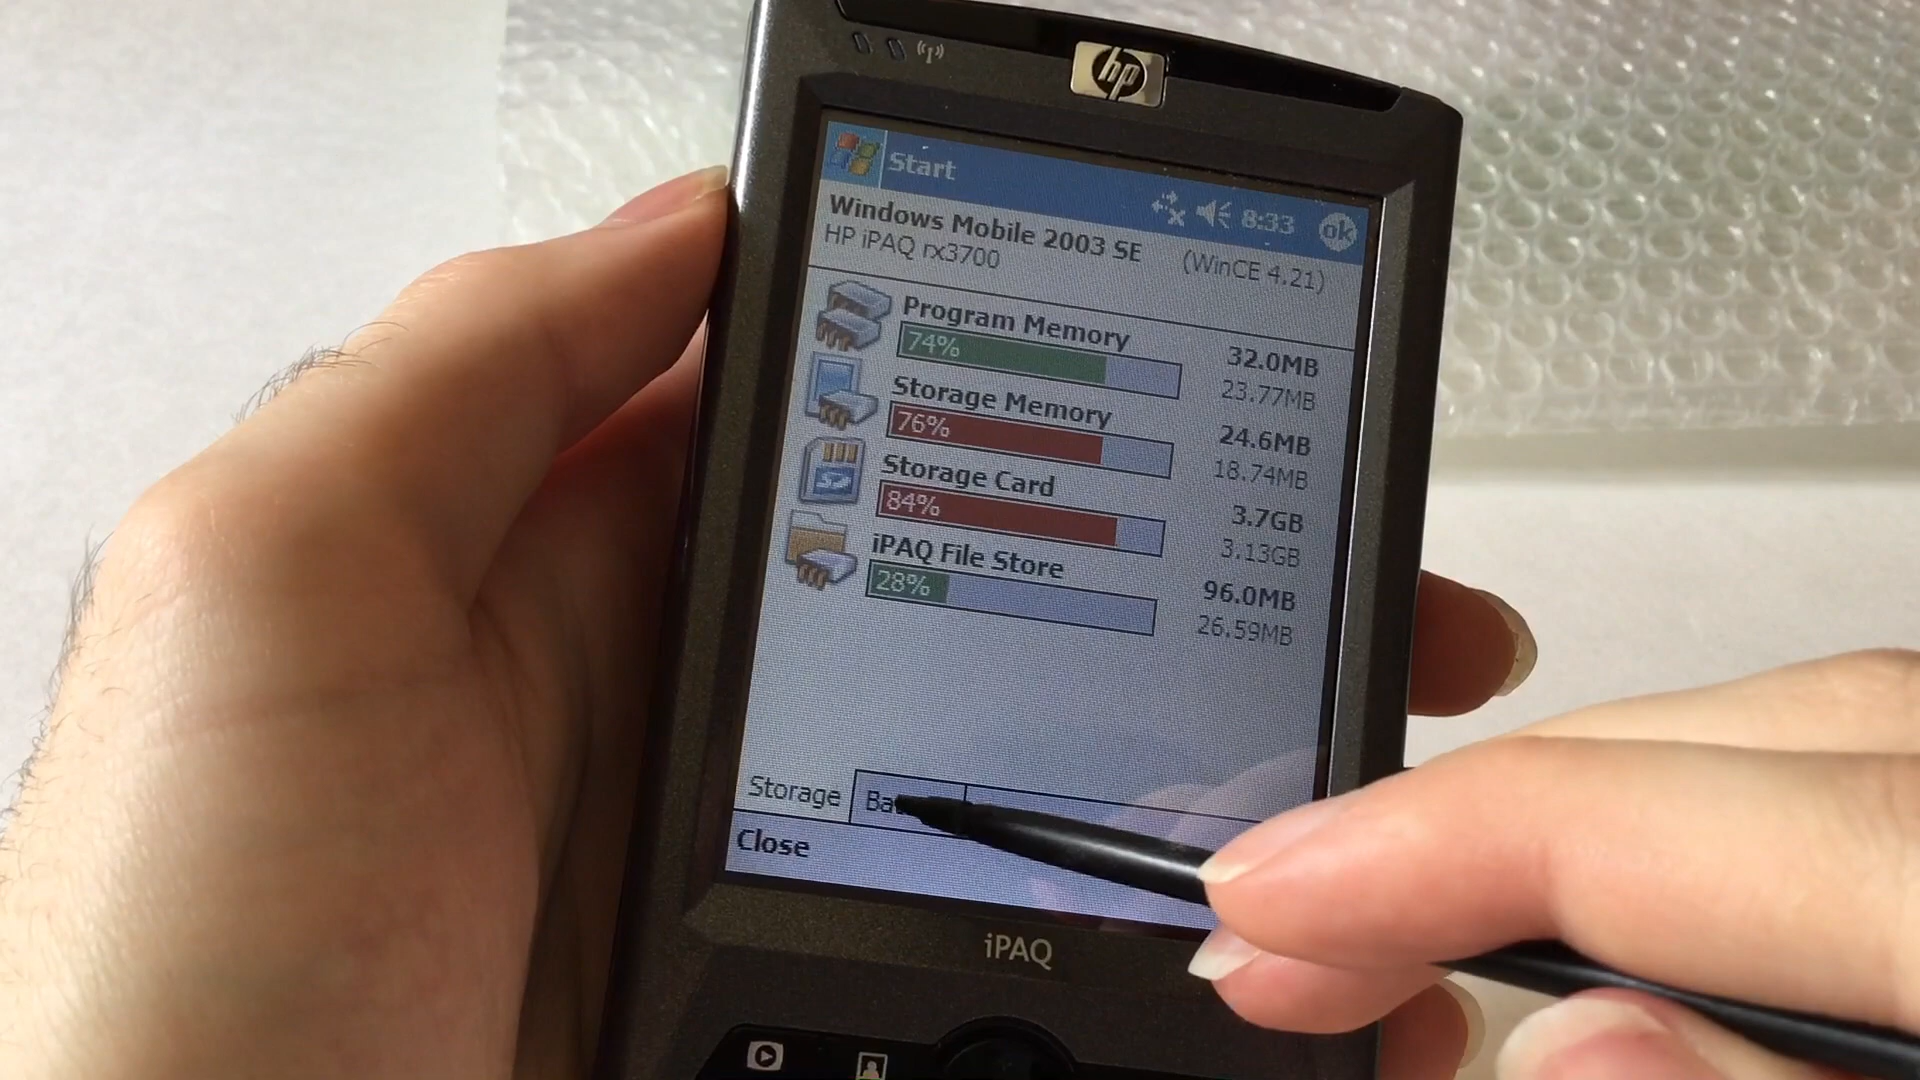 hp
Start
8:33
ok
Windows Mobile 2003 SE
(WinCE 4.21)
HP iPAQ rx3700
Program Memory
32.0MB
74%
23.77MB
Storage Memory
24.6MB
76%
18.74MB
Storage Card
3.7GB
84%
3.13GB
iPAQ File Store
96.0MB
28%
26.59MB
Storage
Close
iPAQ